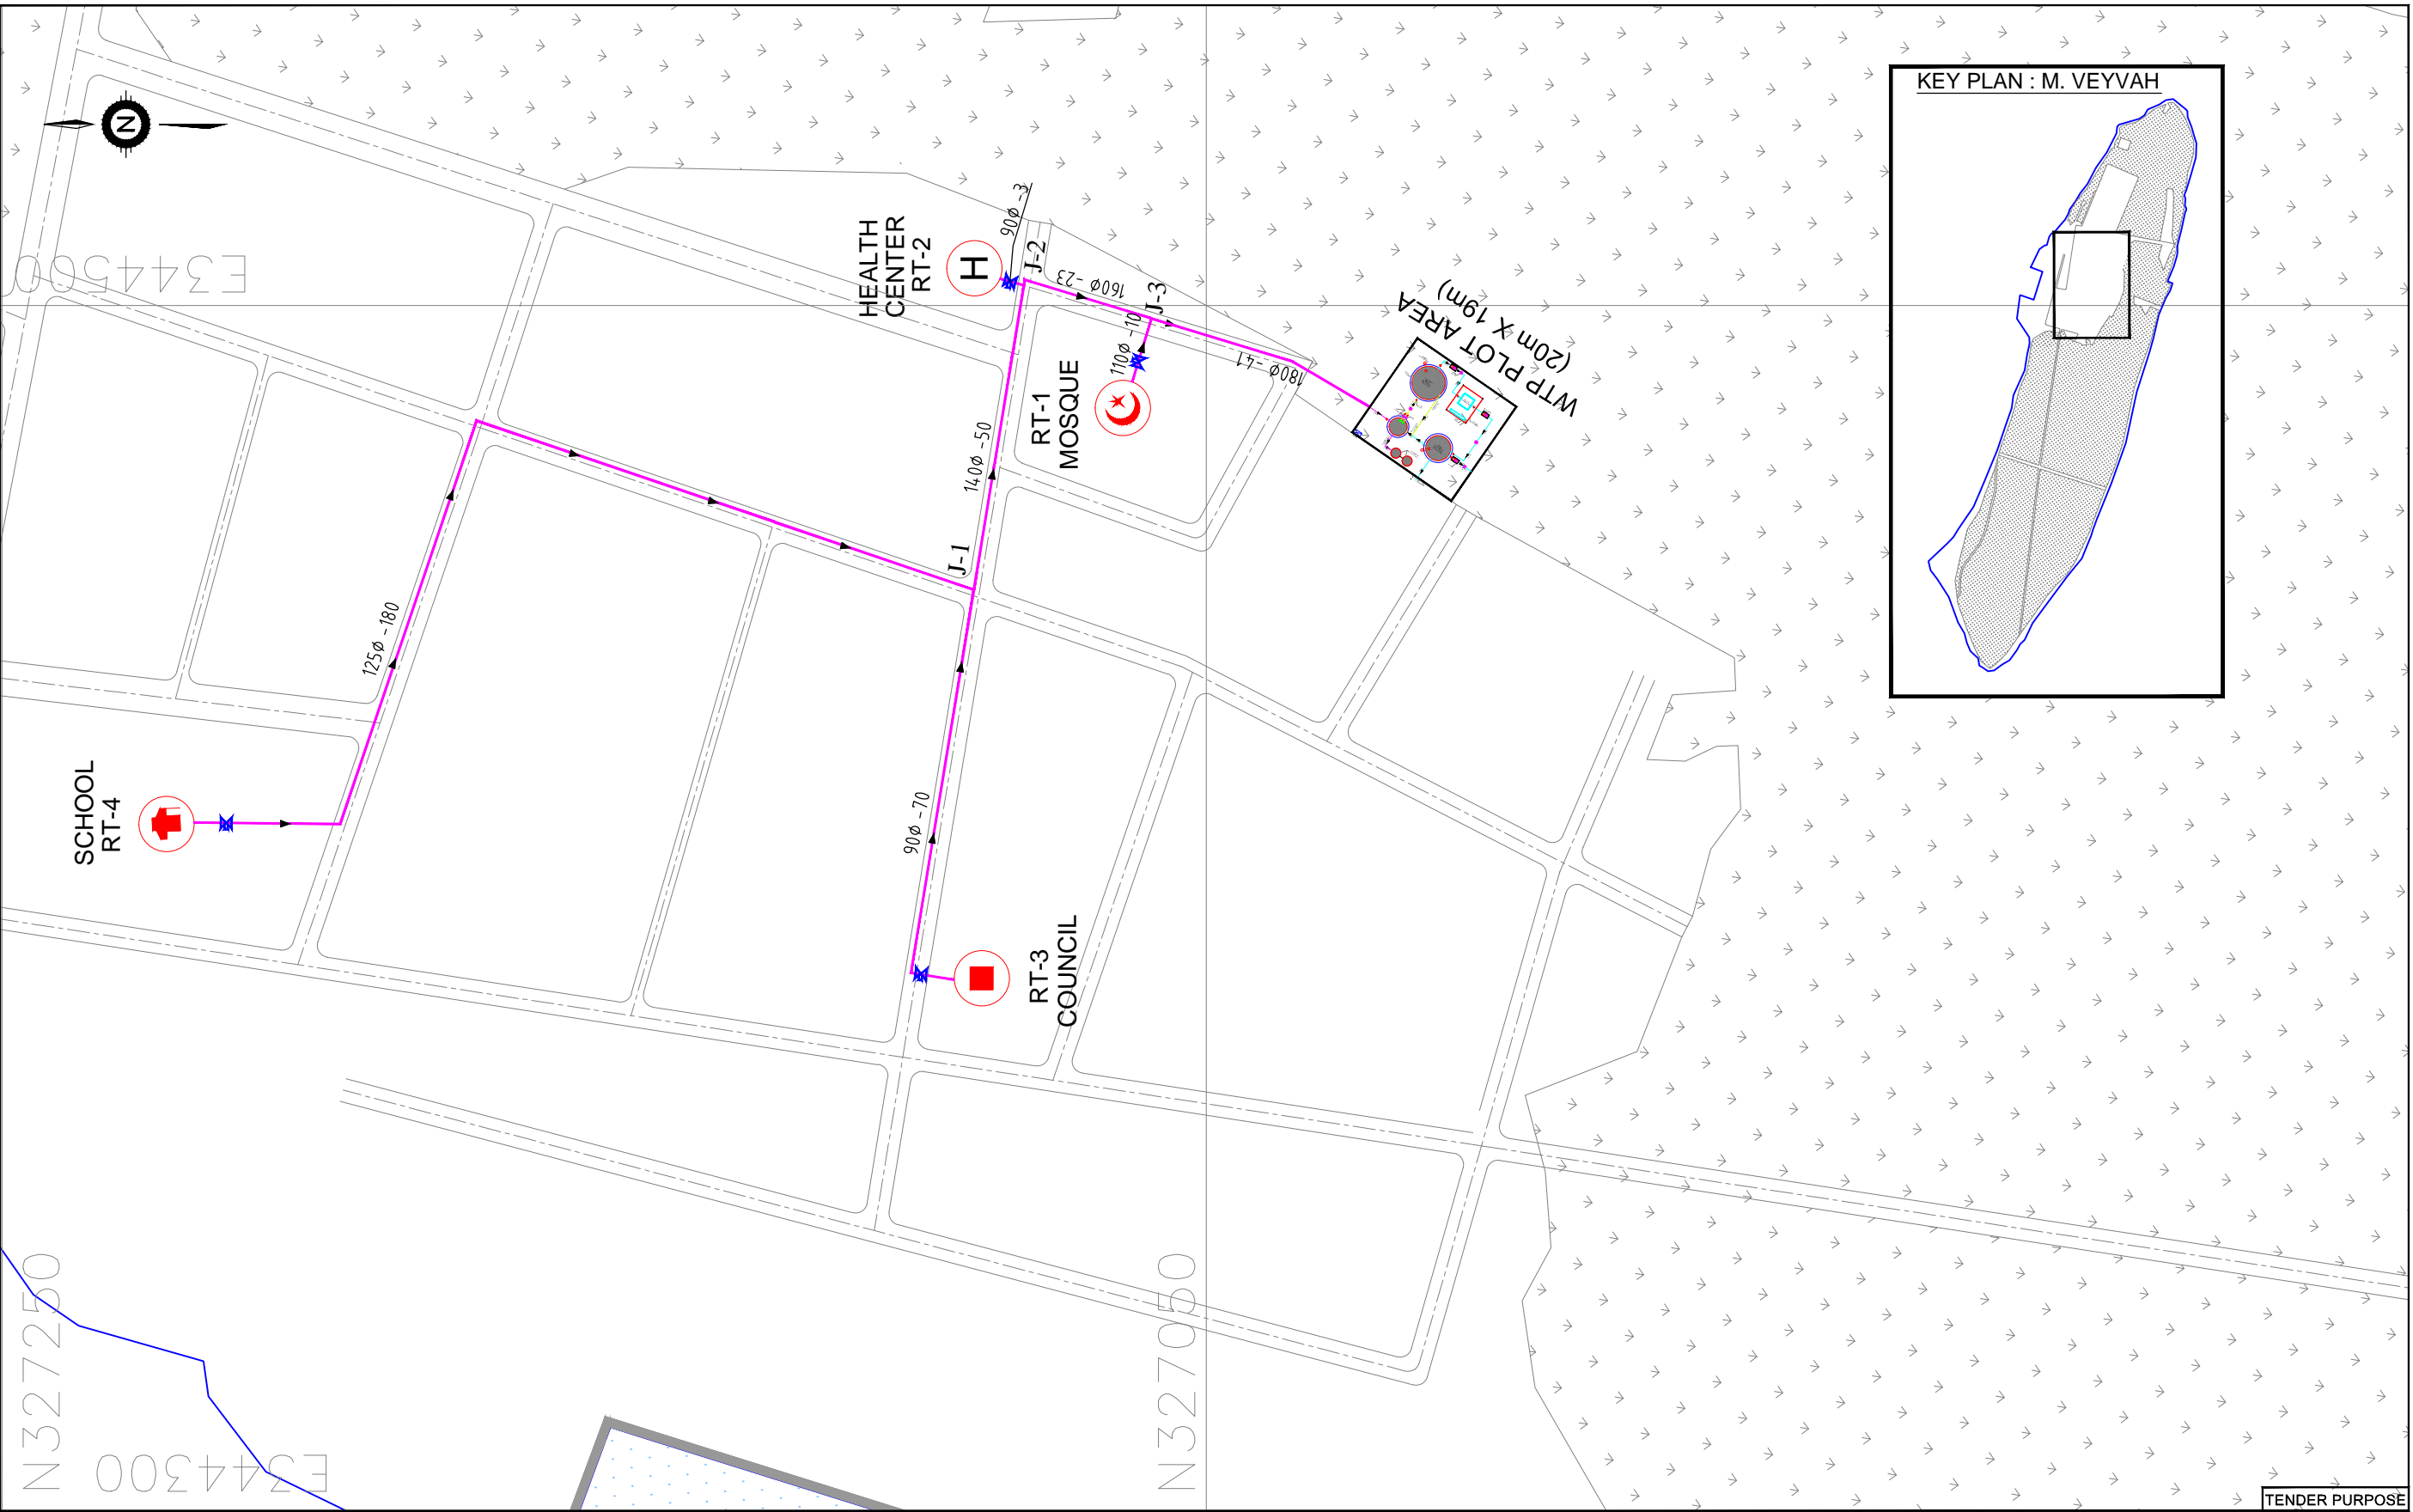 KEY PLAN : M. VEYVAH
N
E344500
HEALTH
CENTER
RT-2
H
90Ø -3
J-2
160Ø -23
J-3
110Ø -10
180Ø -41
WTP PLOT AREA
(20m X 19m)
RT-1
MOSQUE
140Ø -50
J-1
125Ø -180
SCHOOL
RT-4
90Ø -70
RT-3
COUNCIL
N327250
E344300
N327050
TENDER PURPOSE